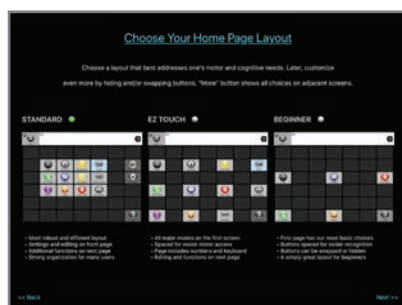 Choose Your Home Page Layout
Choose a layout that best addresses one's motor and cognitive needs. Later, customize
even more by hiding and/or swapping buttons. "More" button shows all choices on adjacent screens.
STANDARD
• Most robust and efficient layout
• Settings and editing on front page
• Additional functions on next page
• Strong organization for many users
EZ TOUCH
• All major modes on the first screen
• Spaced for easier motor access
• Page includes numbers and keyboard
• Editing and functions on next page
BEGINNER
• First page has our most basic choices
• Buttons spaced for easier recognition
• Buttons can be swapped or hidden
• A simply great layout for beginners
<< Back
Next >>